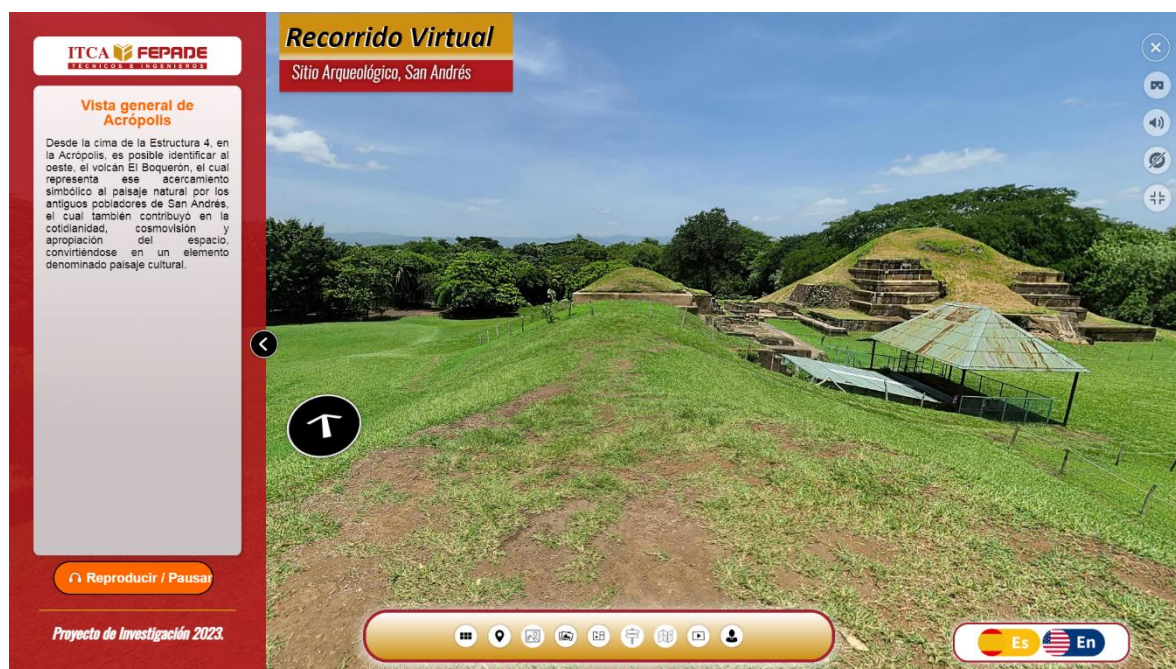 ITCA FEPADE
TÉCNICOS E INGENIEROS
Vista general de
Acrópolis
Desde la cima de la Estructura 4, en
la Acrópolis, es posible identificar al
oeste, el volcán El Boquerón, el cual
representa ese acercamiento
simbólico al paisaje natural por los
antiguos pobladores de San Andrés,
el cual también contribuyó en la
cotidianidad, cosmovisión y
apropiación del espacio,
convirtiéndose en un elemento
denominado paisaje cultural.
Reproducir / Pausar
Proyecto de Investigación 2023.
Recorrido Virtual
Sitio Arqueológico, San Andrés
Es
En